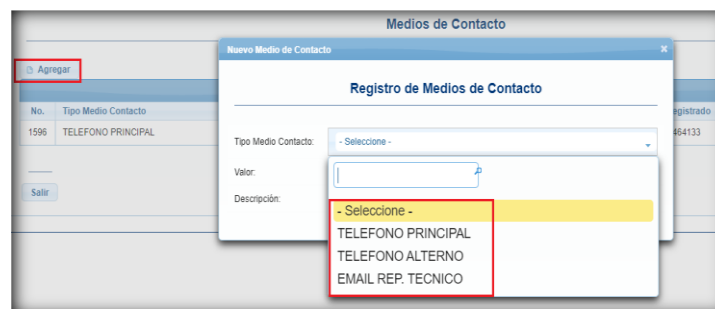 Medios de Contacto
Nuevo Medio de Contacto
Agregar
Registro de Medios de Contacto
No. Tipo Medio Contacto egistrado
1596 TELEFONO PRINCIPAL 464133
Tipo Medio Contacto: - Seleccione -
Valor:
Salir
Descripción:
- Seleccione -
TELEFONO PRINCIPAL
TELEFONO ALTERNO
EMAIL REP. TECNICO